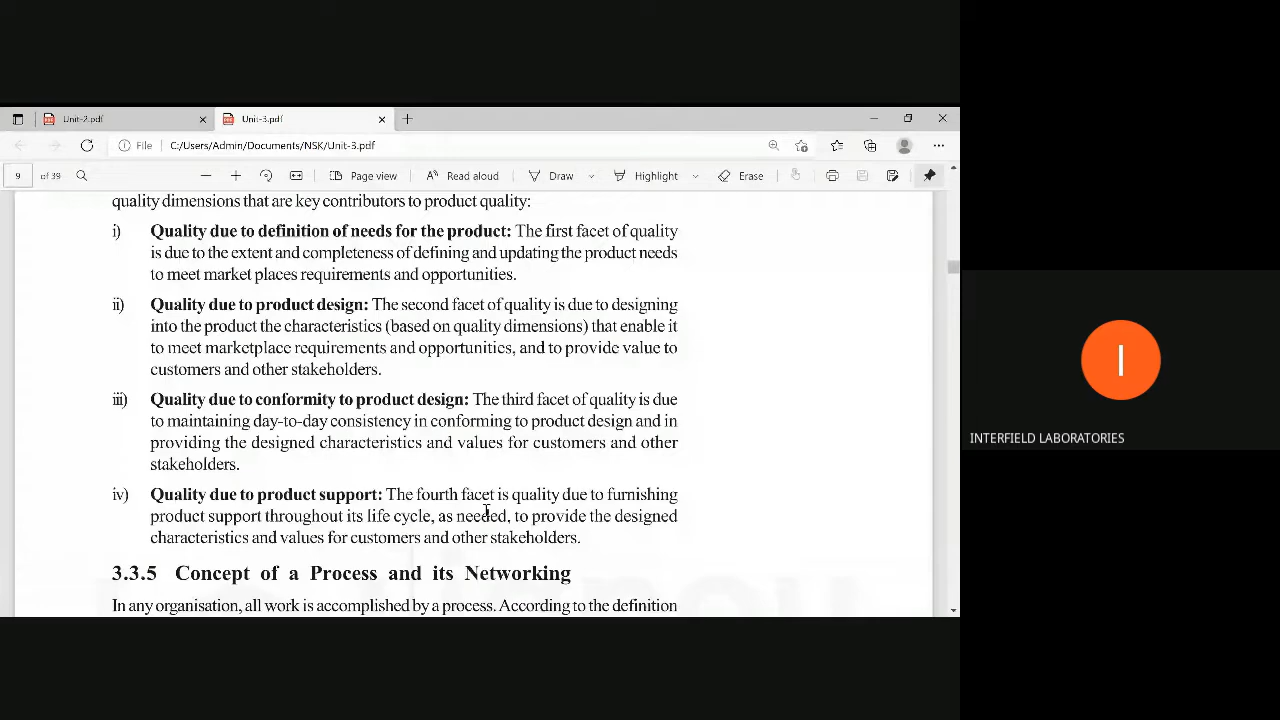 Unit-2.pdf
Unit-3.pdf
File
C:/Users/Admin/Documents/NSK/Unit-3.pdf
9
of 39
Page view
Read aloud
Draw
Highlight
Erase
quality dimensions that are key contributors to product quality:
i) Quality due to definition of needs for the product: The first facet of quality
is due to the extent and completeness of defining and updating the product needs
to meet market places requirements and opportunities.
ii) Quality due to product design: The second facet of quality is due to designing
into the product the characteristics (based on quality dimensions) that enable it
to meet marketplace requirements and opportunities, and to provide value to
customers and other stakeholders.
iii) Quality due to conformity to product design: The third facet of quality is due
to maintaining day-to-day consistency in conforming to product design and in
providing the designed characteristics and values for customers and other
stakeholders.
iv) Quality due to product support: The fourth facet is quality due to furnishing
product support throughout its life cycle, as needed, to provide the designed
characteristics and values for customers and other stakeholders.
3.3.5 Concept of a Process and its Networking
In any organisation, all work is accomplished by a process. According to the definition
I
INTERFIELD LABORATORIES